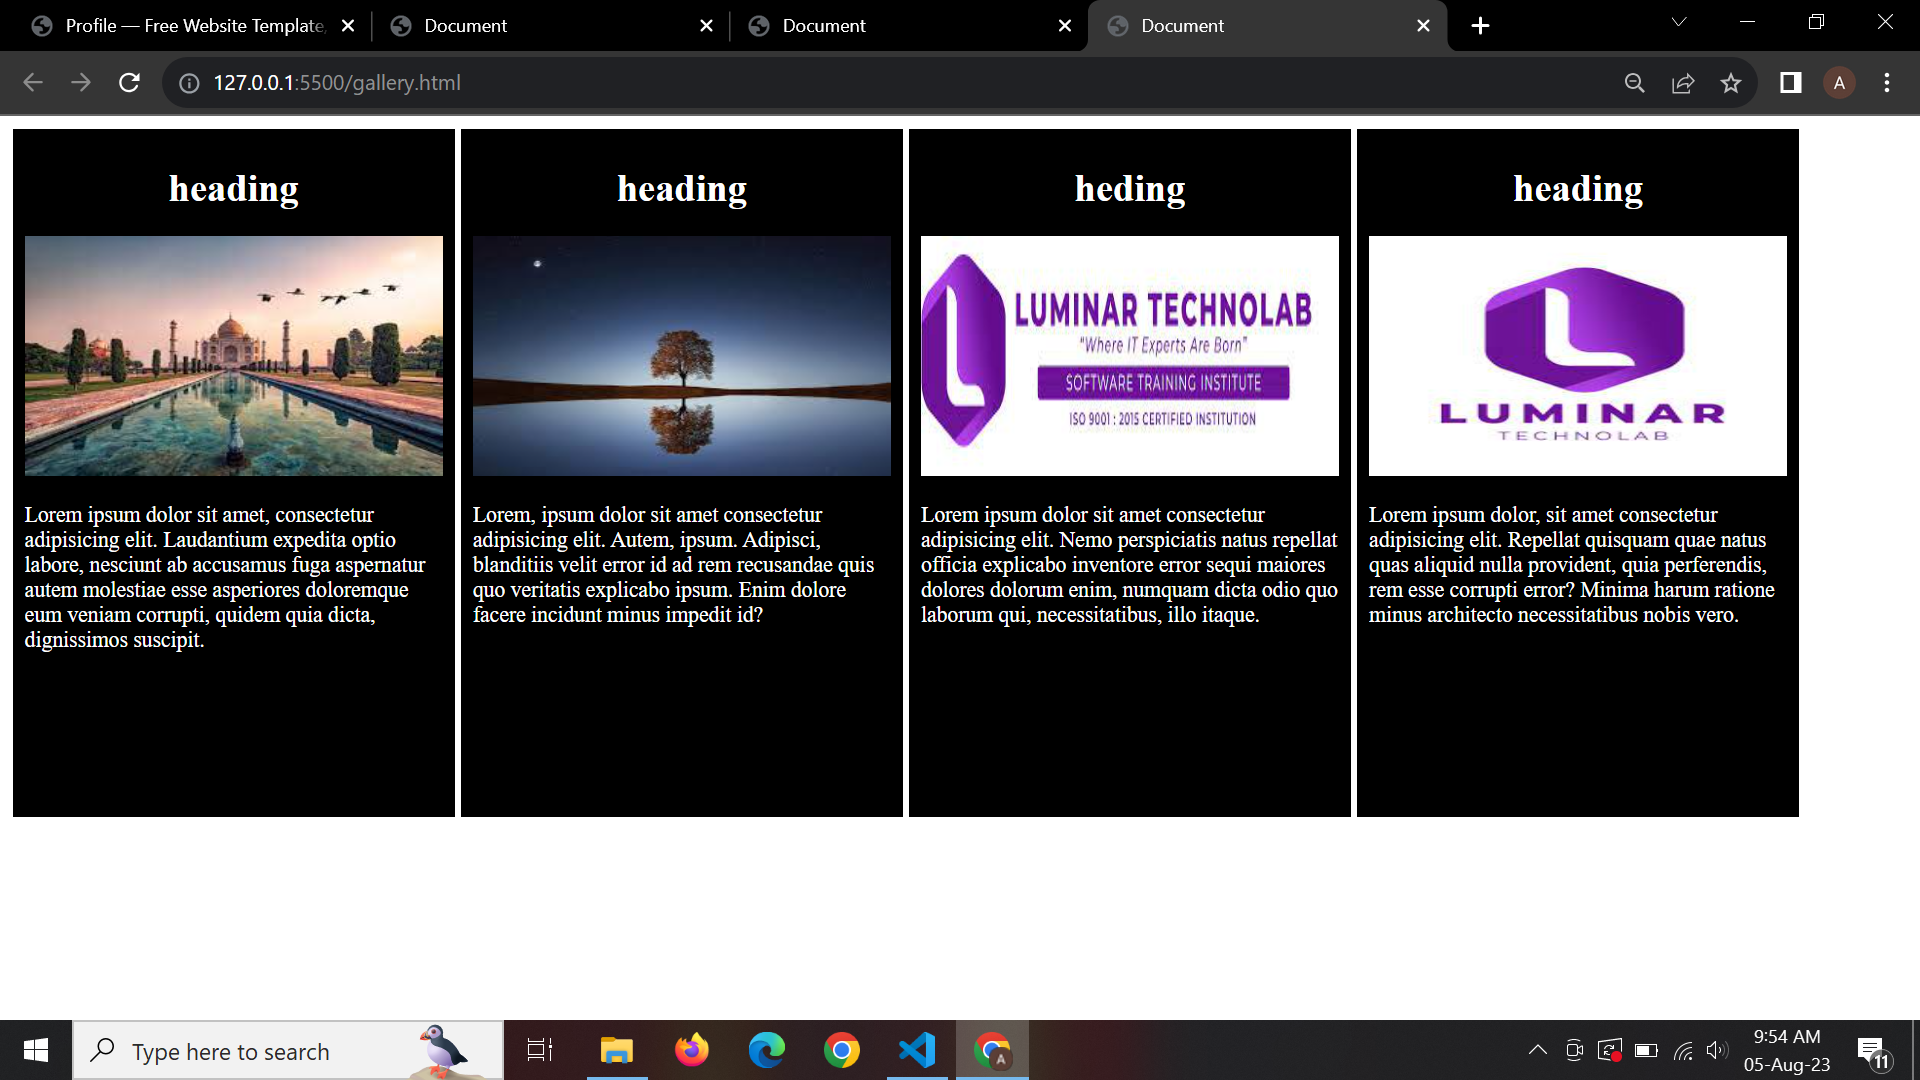 Profile — Free Website Template,
Document
Document
Document
127.0.0.1:5500/gallery.html
A
heading
Lorem ipsum dolor sit amet, consectetur
adipisicing elit. Laudantium expedita optio
labore, nesciunt ab accusamus fuga aspernatur
autem molestiae esse asperiores doloremque
eum veniam corrupti, quidem quia dicta,
dignissimos suscipit.
heading
Lorem, ipsum dolor sit amet consectetur
adipisicing elit. Autem, ipsum. Adipisci,
blanditiis velit error id ad rem recusandae quis
quo veritatis explicabo ipsum. Enim dolore
facere incidunt minus impedit id?
heding
LUMINAR TECHNOLAB
"Where IT Experts Are Born"
SOFTWARE TRAINING INSTITUTE
ISO 9001 : 2015 CERTIFIED INSTITUTION
Lorem ipsum dolor sit amet consectetur
adipisicing elit. Nemo perspiciatis natus repellat
officia explicabo inventore error sequi maiores
dolores dolorum enim, numquam dicta odio quo
laborum qui, necessitatibus, illo itaque.
heading
LUMINAR
TECHNOLAB
Lorem ipsum dolor, sit amet consectetur
adipisicing elit. Repellat quisquam quae natus
quas aliquid nulla provident, quia perferendis,
rem esse corrupti error? Minima harum ratione
minus architecto necessitatibus nobis vero.
Type here to search
A
9:54 AM
05-Aug-23
11